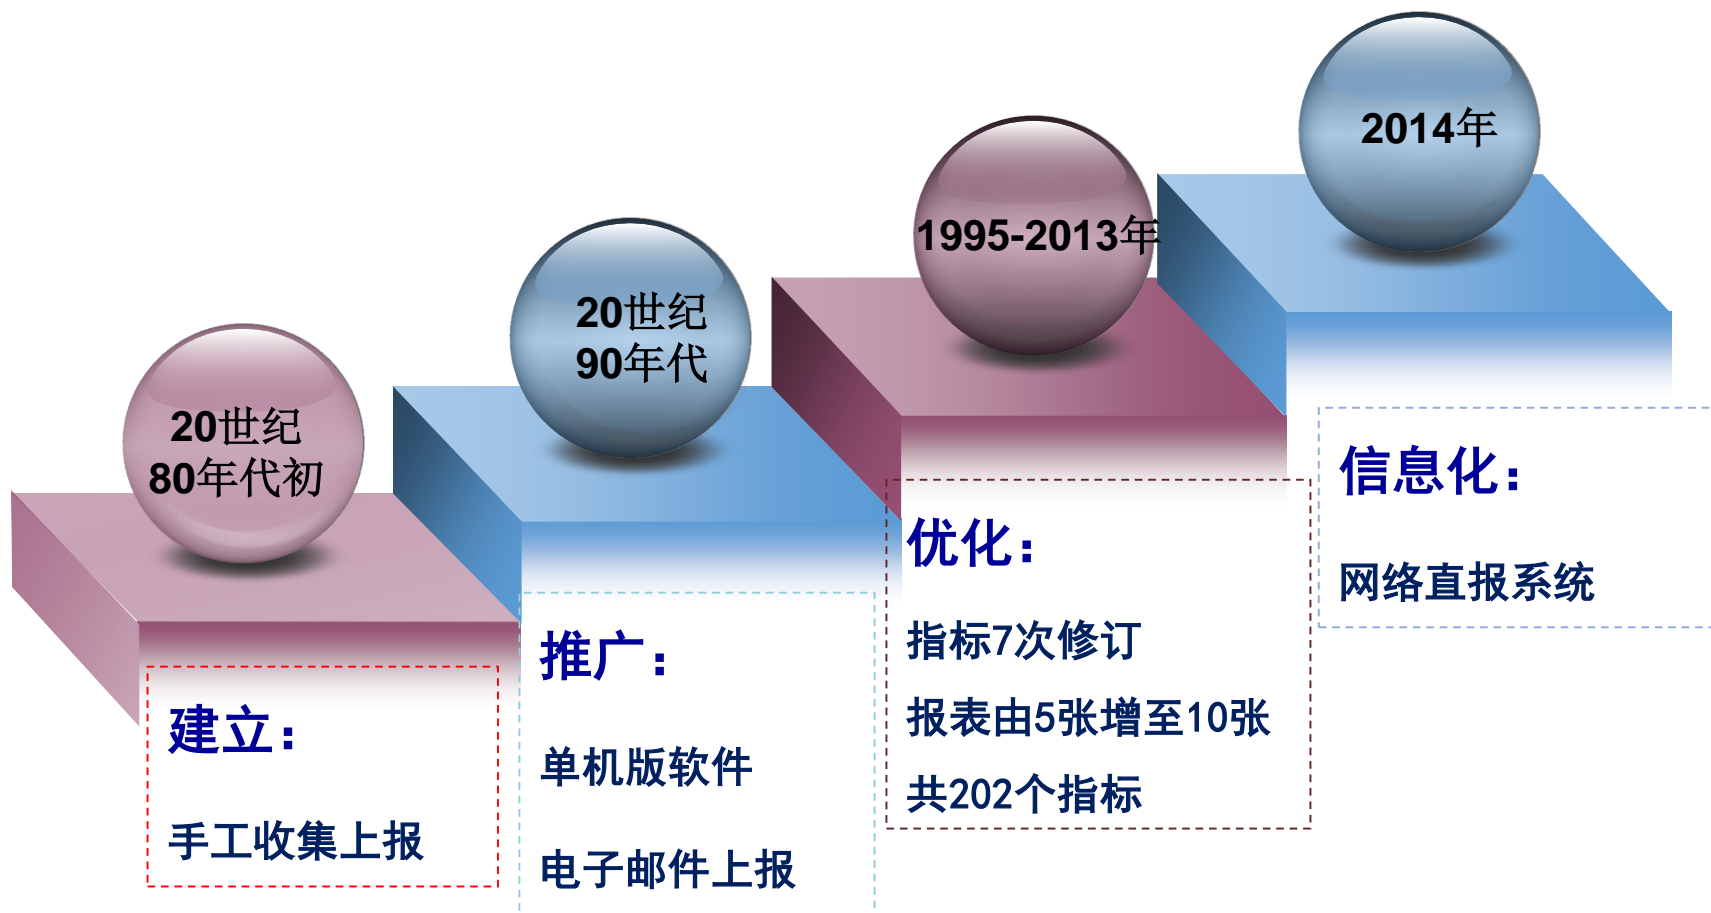 20世纪
80年代初
建立：
手工收集上报
20世纪
90年代
推广：
单机版软件
电子邮件上报
1995-2013年
优化：
指标7次修订
报表由5张增至10张
共202个指标
2014年
信息化：
网络直报系统